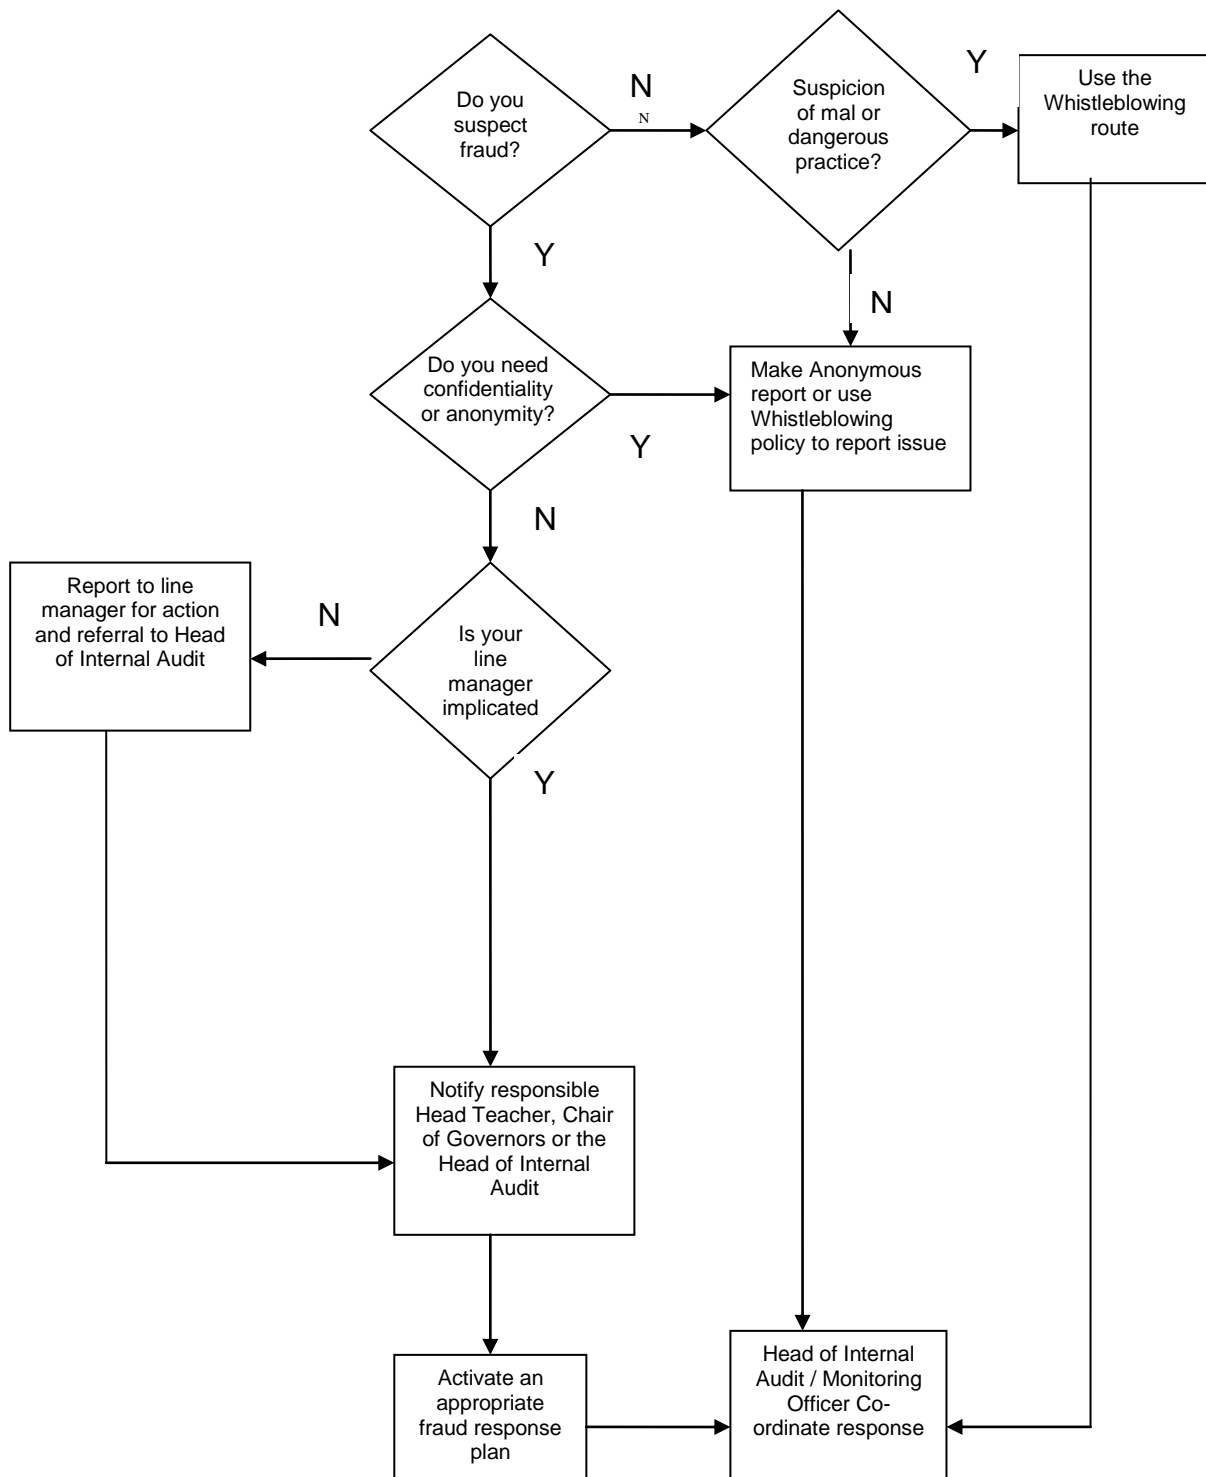 Do you
suspect
fraud?
N
N
Suspicion
of mal or
dangerous
practice?
Y
Use the
Whistleblowing
route
Y
N
Do you need
confidentiality
or anonymity?
Y
Make Anonymous
report or use
Whistleblowing
policy to report issue
N
Report to line
manager for action
and referral to Head
of Internal Audit
N
Is your
line
manager
implicated
Y
Notify responsible
Head Teacher, Chair
of Governors or the
Head of Internal
Audit
Activate an
appropriate
fraud response
plan
Head of Internal
Audit / Monitoring
Officer Co-
ordinate response